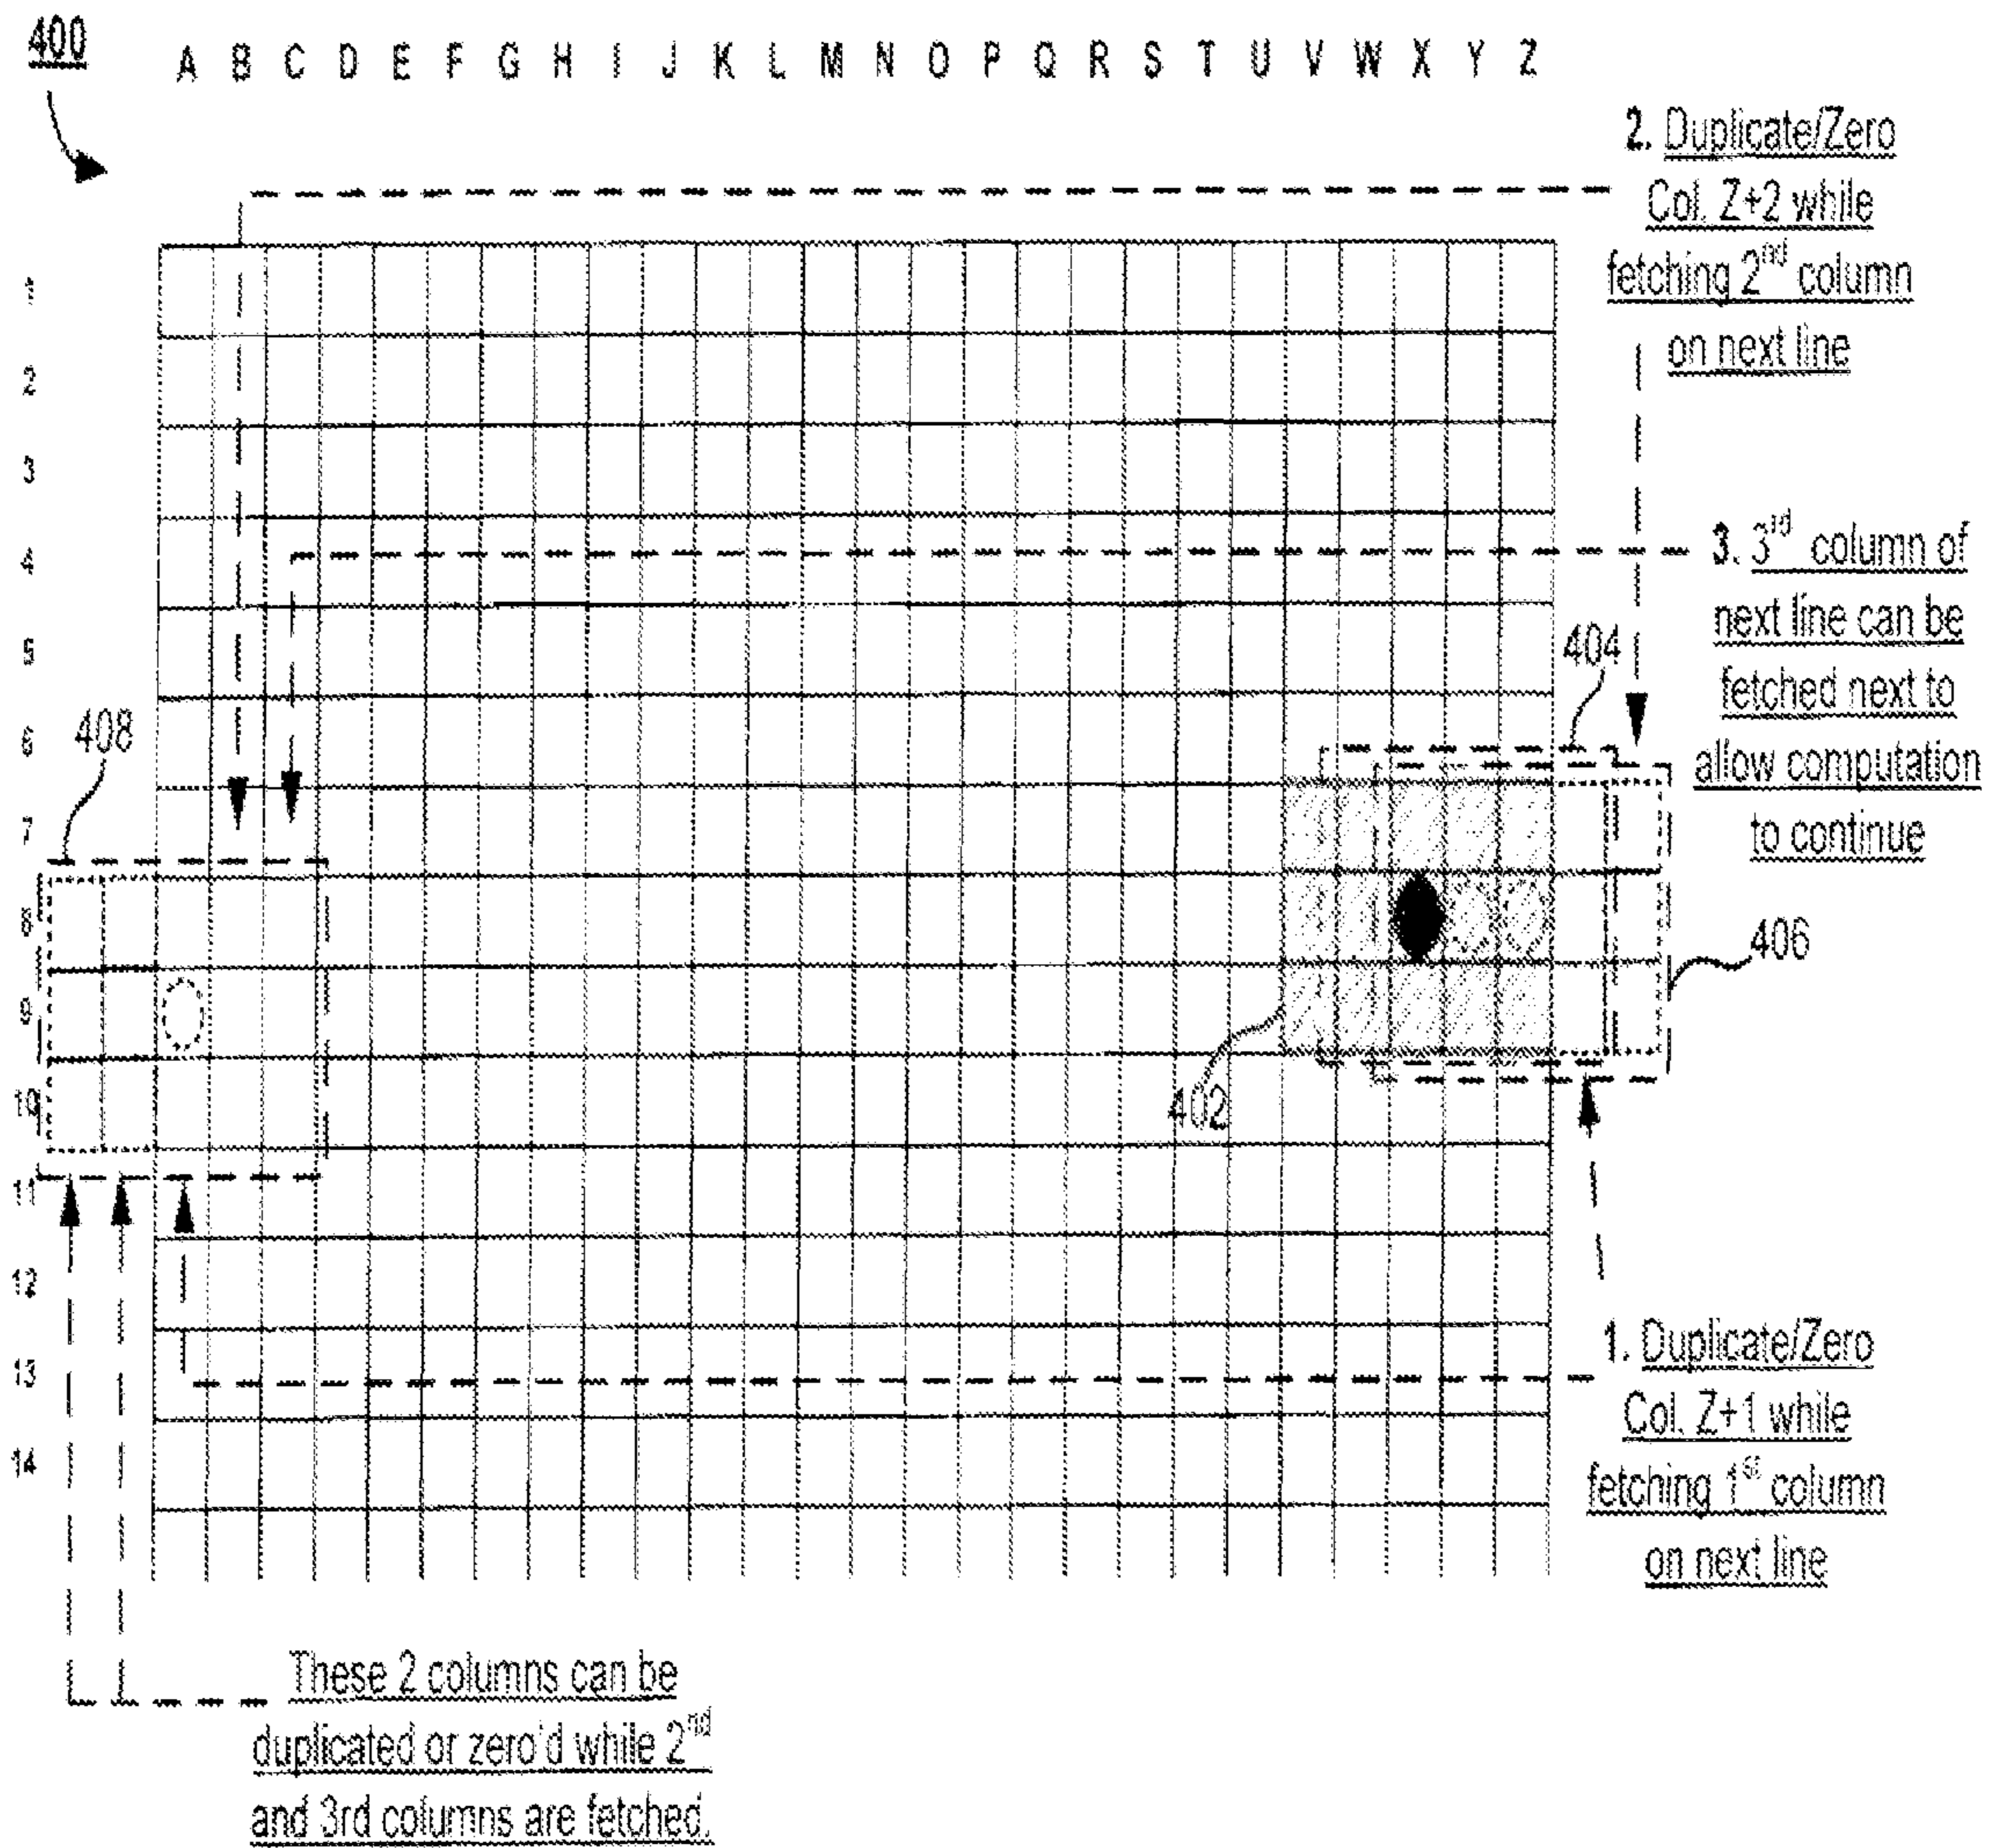 400
A B C D E F G H I J K L M N O P Q R S T U V W X Y Z
2. Duplicate/Zero
Col. Z+2 while
fetching 2nd column
on next line
1
2
3
4
5
6
7
8
9
10
11
12
13
14
3. 3rd column of
next line can be
fetched next to
allow computation
to continue
404
408
406
402
1. Duplicate/Zero
Col. Z+1 while
fetching 1st column
on next line
These 2 columns can be
duplicated or zero'd while 2nd
and 3rd columns are fetched.